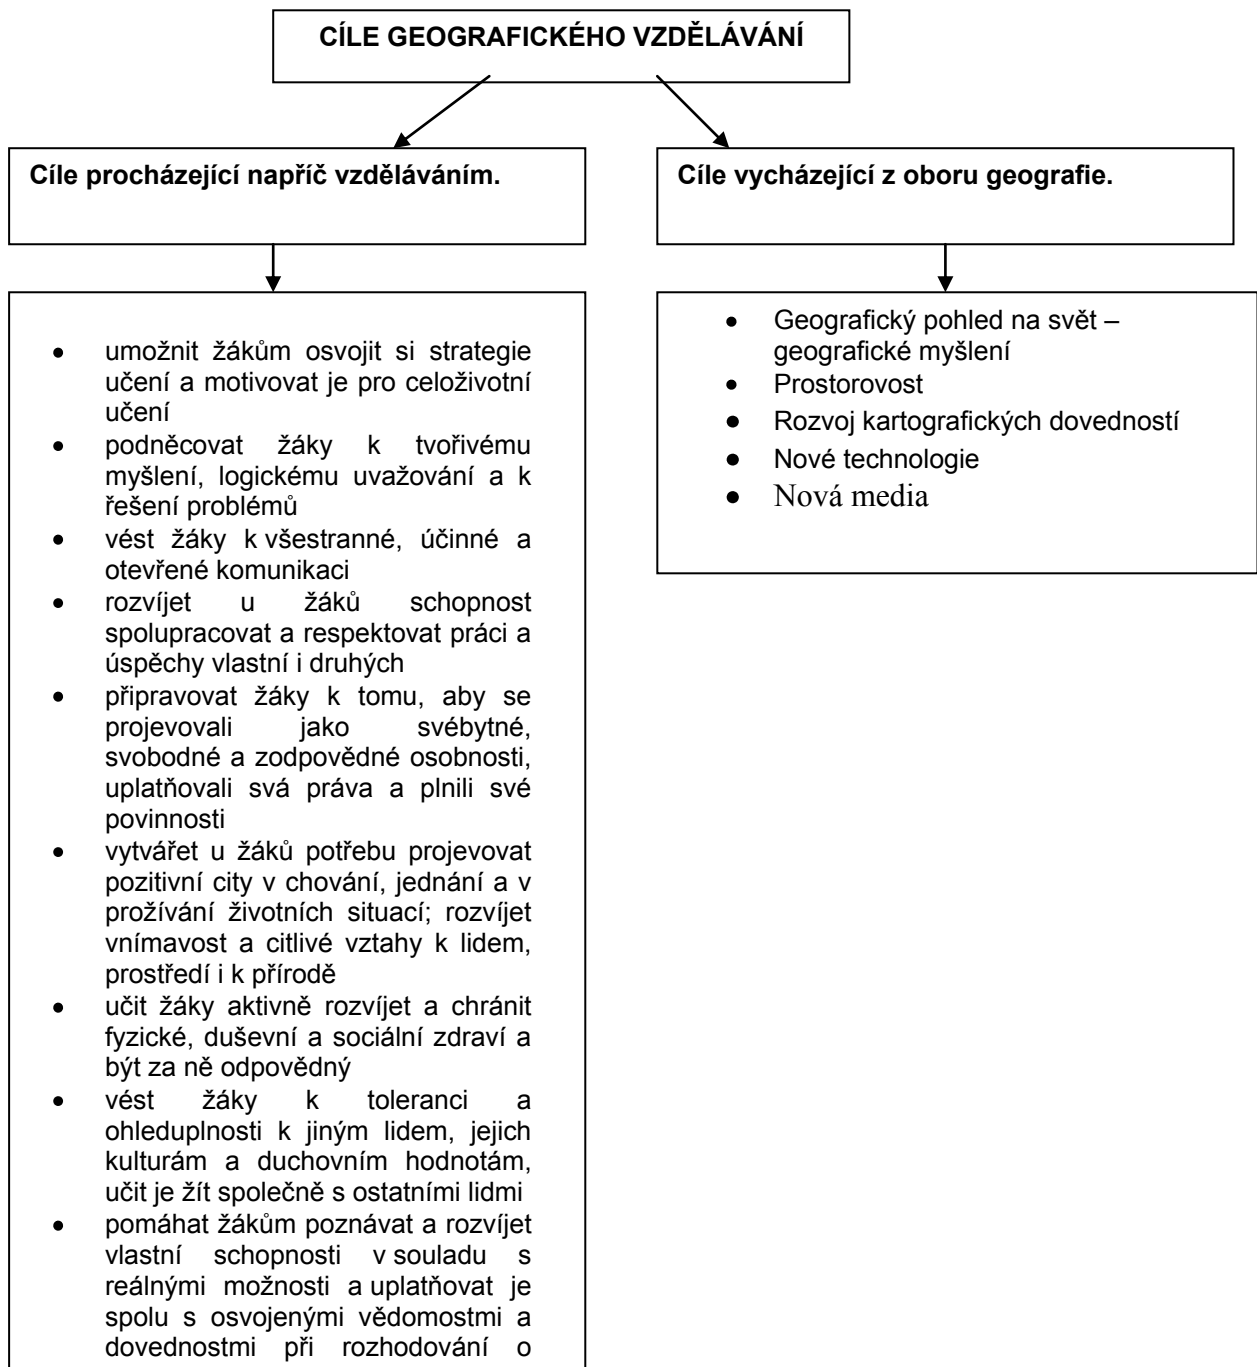 CÍLE GEOGRAFICKÉHO VZDĚLÁVÁNÍ
Cíle procházející napříč vzděláváním.
• umožnit žákům osvojit si strategie
učení a motivovat je pro celoživotní
učení
• podněcovat žáky k tvořivému
myšlení, logickému uvažování a k
řešení problémů
• vést žáky k všestranné, účinné a
otevřené komunikaci
• rozvíjet u žáků schopnost
spolupracovat a respektovat práci a
úspěchy vlastní i druhých
• připravovat žáky k tomu, aby se
projevovali jako svébytné,
svobodné a zodpovědné osobnosti,
uplatňovali svá práva a plnili své
povinnosti
• vytvářet u žáků potřebu projevovat
pozitivní city v chování, jednání a v
prožívání životních situací; rozvíjet
vnímavost a citlivé vztahy k lidem,
prostředí i k přírodě
• učit žáky aktivně rozvíjet a chránit
fyzické, duševní a sociální zdraví a
být za ně odpovědný
• vést žáky k toleranci a
ohleduplnosti k jiným lidem, jejich
kulturám a duchovním hodnotám,
učit je žít společně s ostatními lidmi
• pomáhat žákům poznávat a rozvíjet
vlastní schopnosti v souladu s
reálnými možnosti a uplatňovat je
spolu s osvojenými vědomostmi a
dovednostmi při rozhodování o
Cíle vycházející z oboru geografie.
• Geografický pohled na svět –
geografické myšlení
• Prostorovost
• Rozvoj kartografických dovedností
• Nové technologie
• Nová media